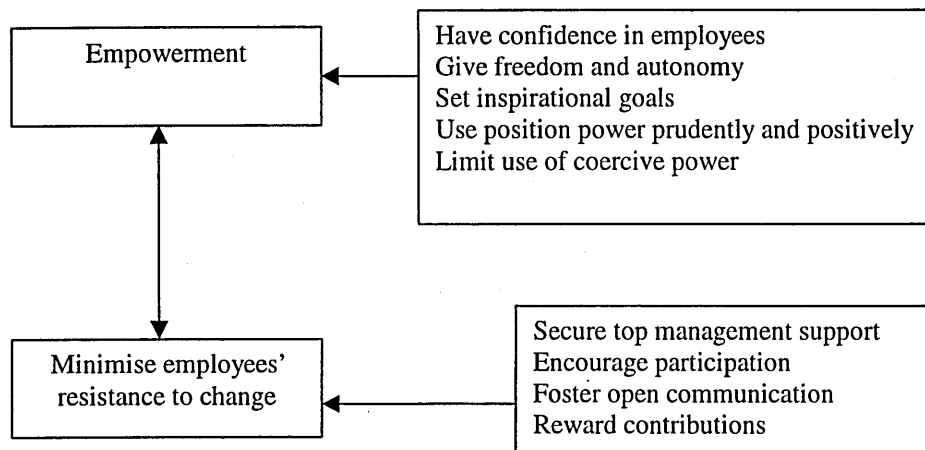 Empowerment
Have confidence in employees
Give freedom and autonomy
Set inspirational goals
Use position power prudently and positively
Limit use of coercive power
Minimise employees’
resistance to change
Secure top management support
Encourage participation
Foster open communication
Reward contributions